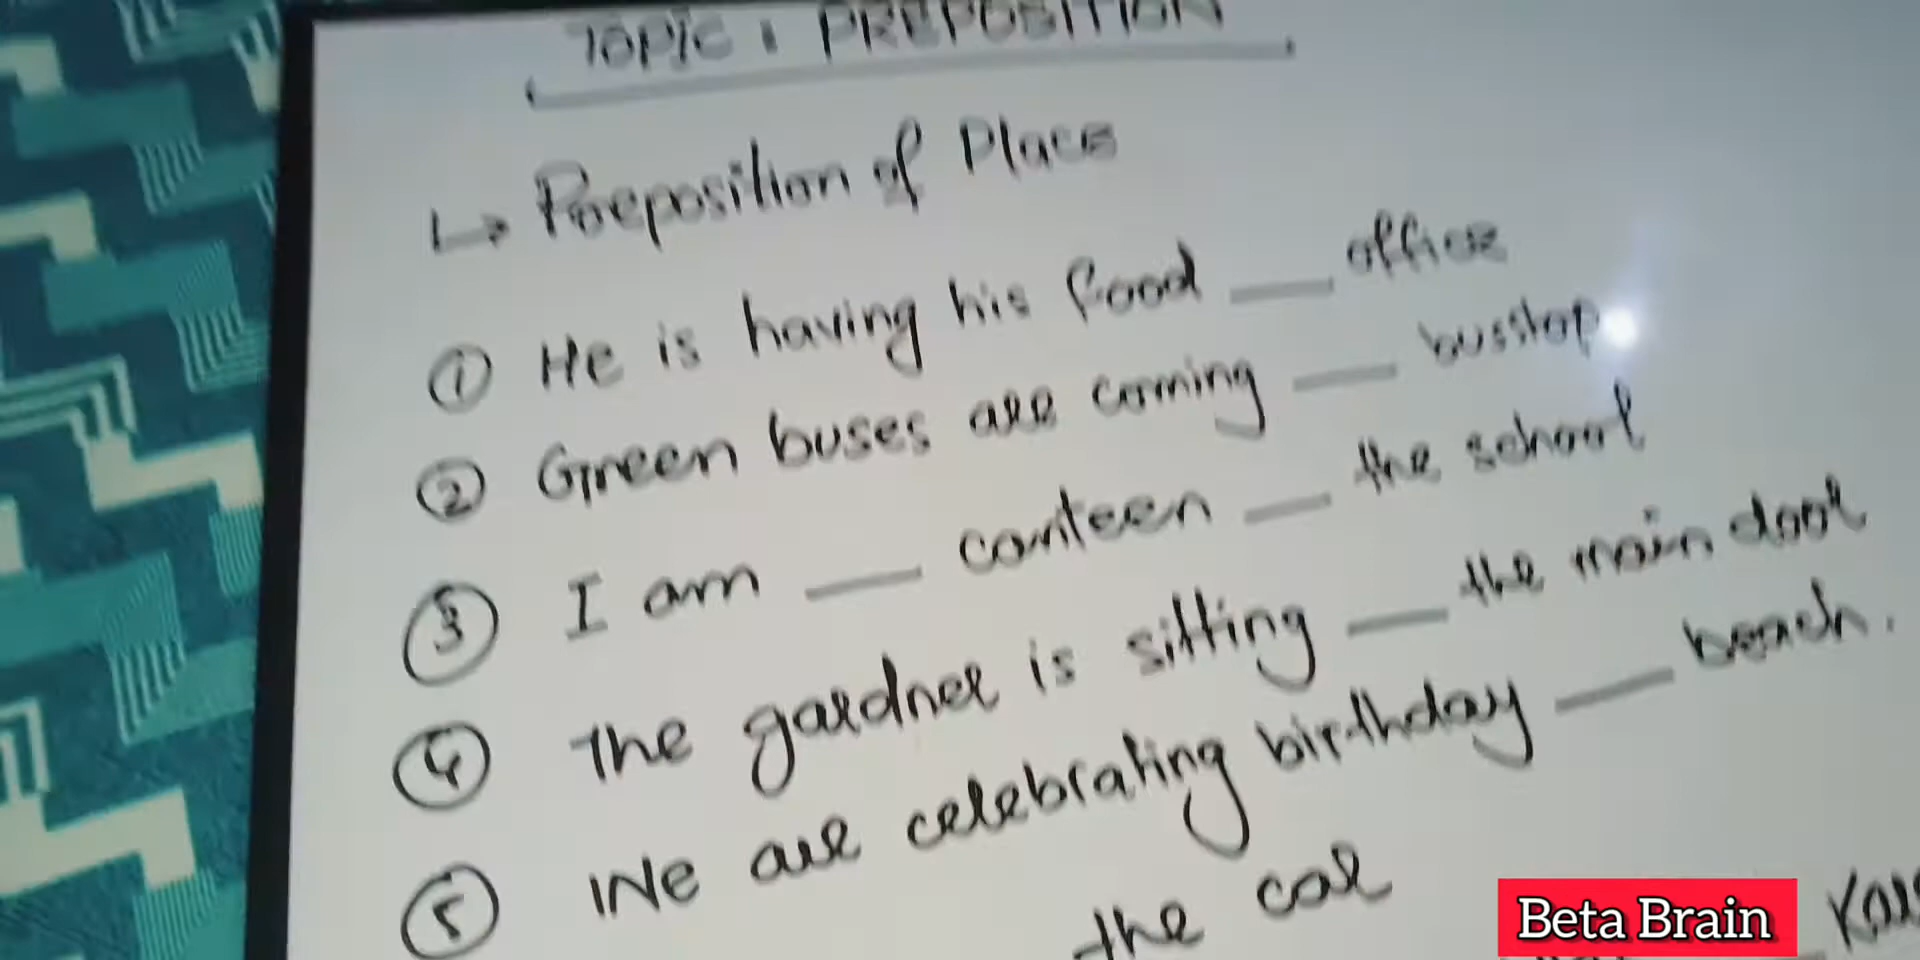 TOPIC : PREPOSITION
↳ Preposition of Place
① He is having his food ___ office
② Green buses are coming ___ busstop
③ I am ___ canteen ___ the school
④ The gardner is sitting ___ the main door
⑤ We are celebrating birthday ___ beach.
the car
Beta Brain